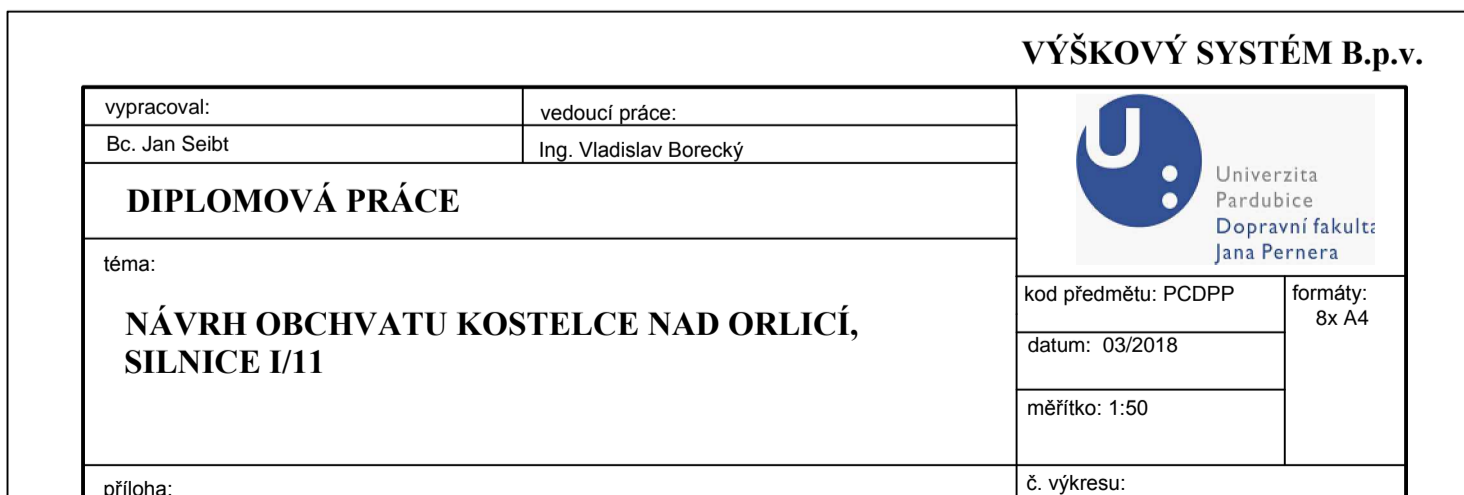 VÝŠKOVÝ SYSTÉM B.p.v.
vypracoval:
vedoucí práce:
Bc. Jan Seibt
Ing. Vladislav Borecký
DIPLOMOVÁ PRÁCE
Univerzita
Pardubice
Dopravní fakulta
Jana Pernera
téma:
NÁVRH OBCHVATU KOSTELCE NAD ORLICÍ,
SILNICE I/11
kod předmětu: PCDPP
formáty:
8x A4
datum: 03/2018
měřítko: 1:50
příloha:
č. výkresu: